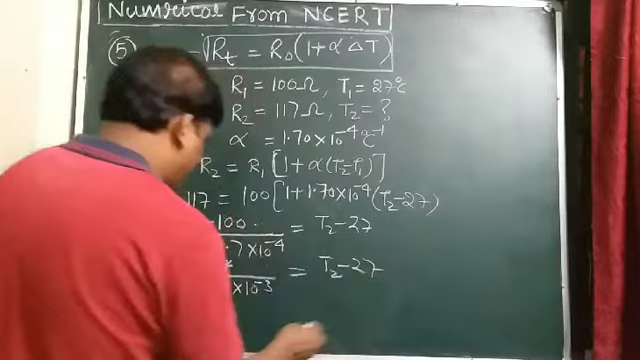 Numerical From NCERT
(5) Rt = R0(1+α ΔT)
R1 = 100Ω, T1 = 27°C
R2 = 117Ω, T2 = ?
α = 1.70×10⁻⁴ °C⁻¹
R2 = R1 [1+α(T2-T1)]
117 = 100[1+1.70×10⁻⁴(T2-27)
-100 / .7×10⁻⁴ = T2-27
×10⁻³ = T2-27